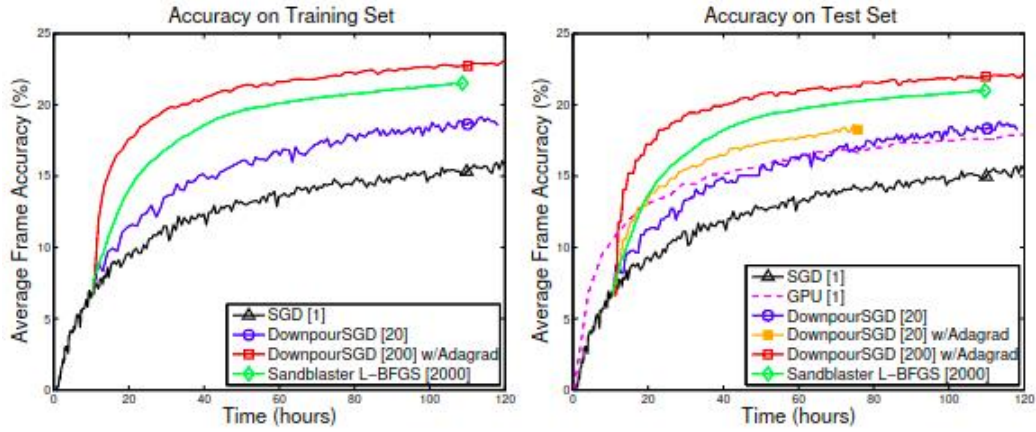 Accuracy on Training Set
Average Frame Accuracy (%)
25
20
15
10
5
0
0 20 40 60 80 100 120
Time (hours)
SGD [1]
DownpourSGD [20]
DownpourSGD [200] w/Adagrad
Sandblaster L-BFGS [2000]
Accuracy on Test Set
Average Frame Accuracy (%)
25
20
15
10
5
0
0 20 40 60 80 100 120
Time (hours)
SGD [1]
GPU [1]
DownpourSGD [20]
DownpourSGD [20] w/Adagrad
DownpourSGD [200] w/Adagrad
Sandblaster L-BFGS [2000]